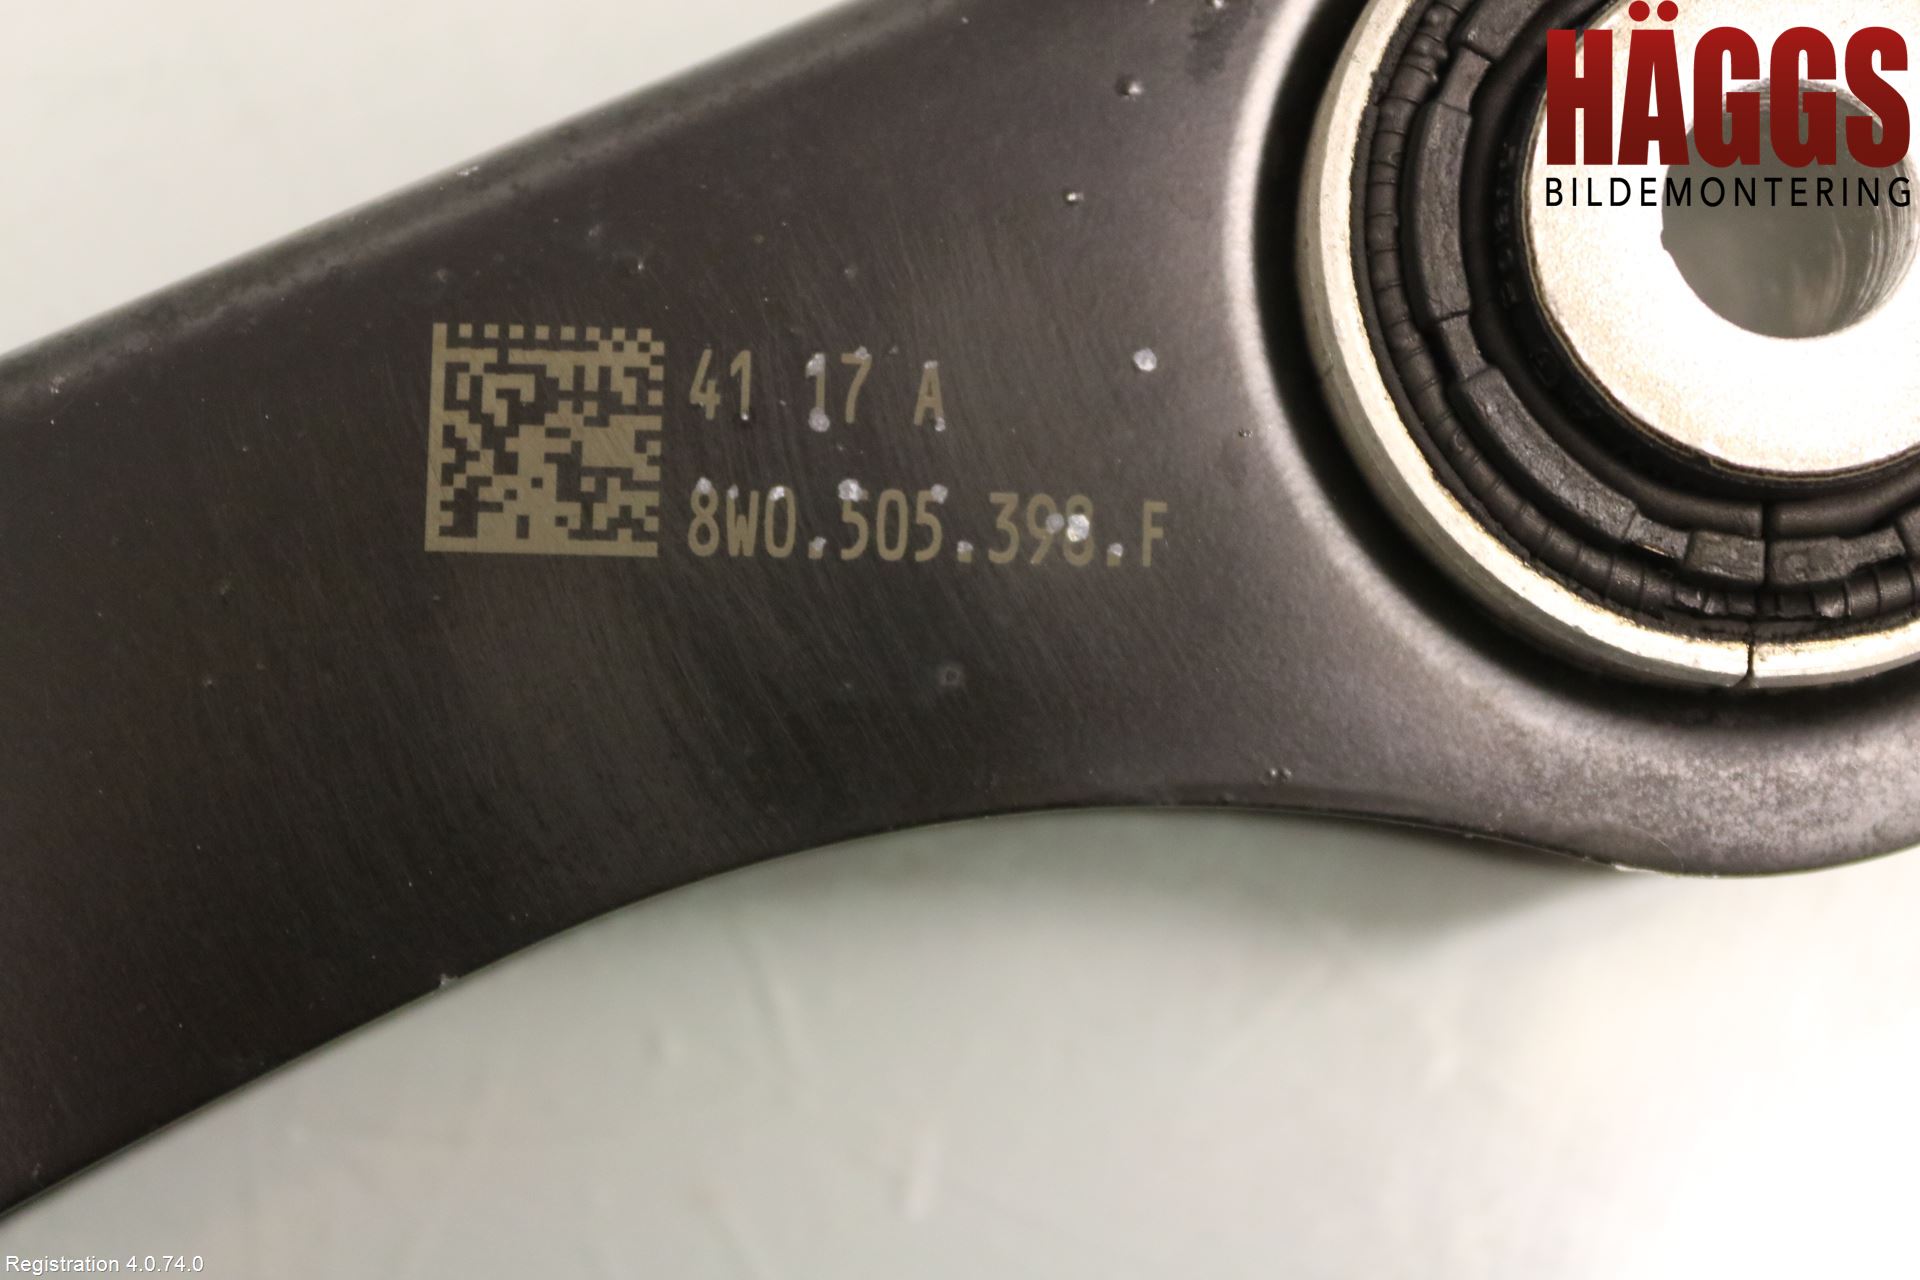 HÄGGS
BILDEMONTERING
41 17 A
8W0.505.398.F
Registration 4.0.74.0